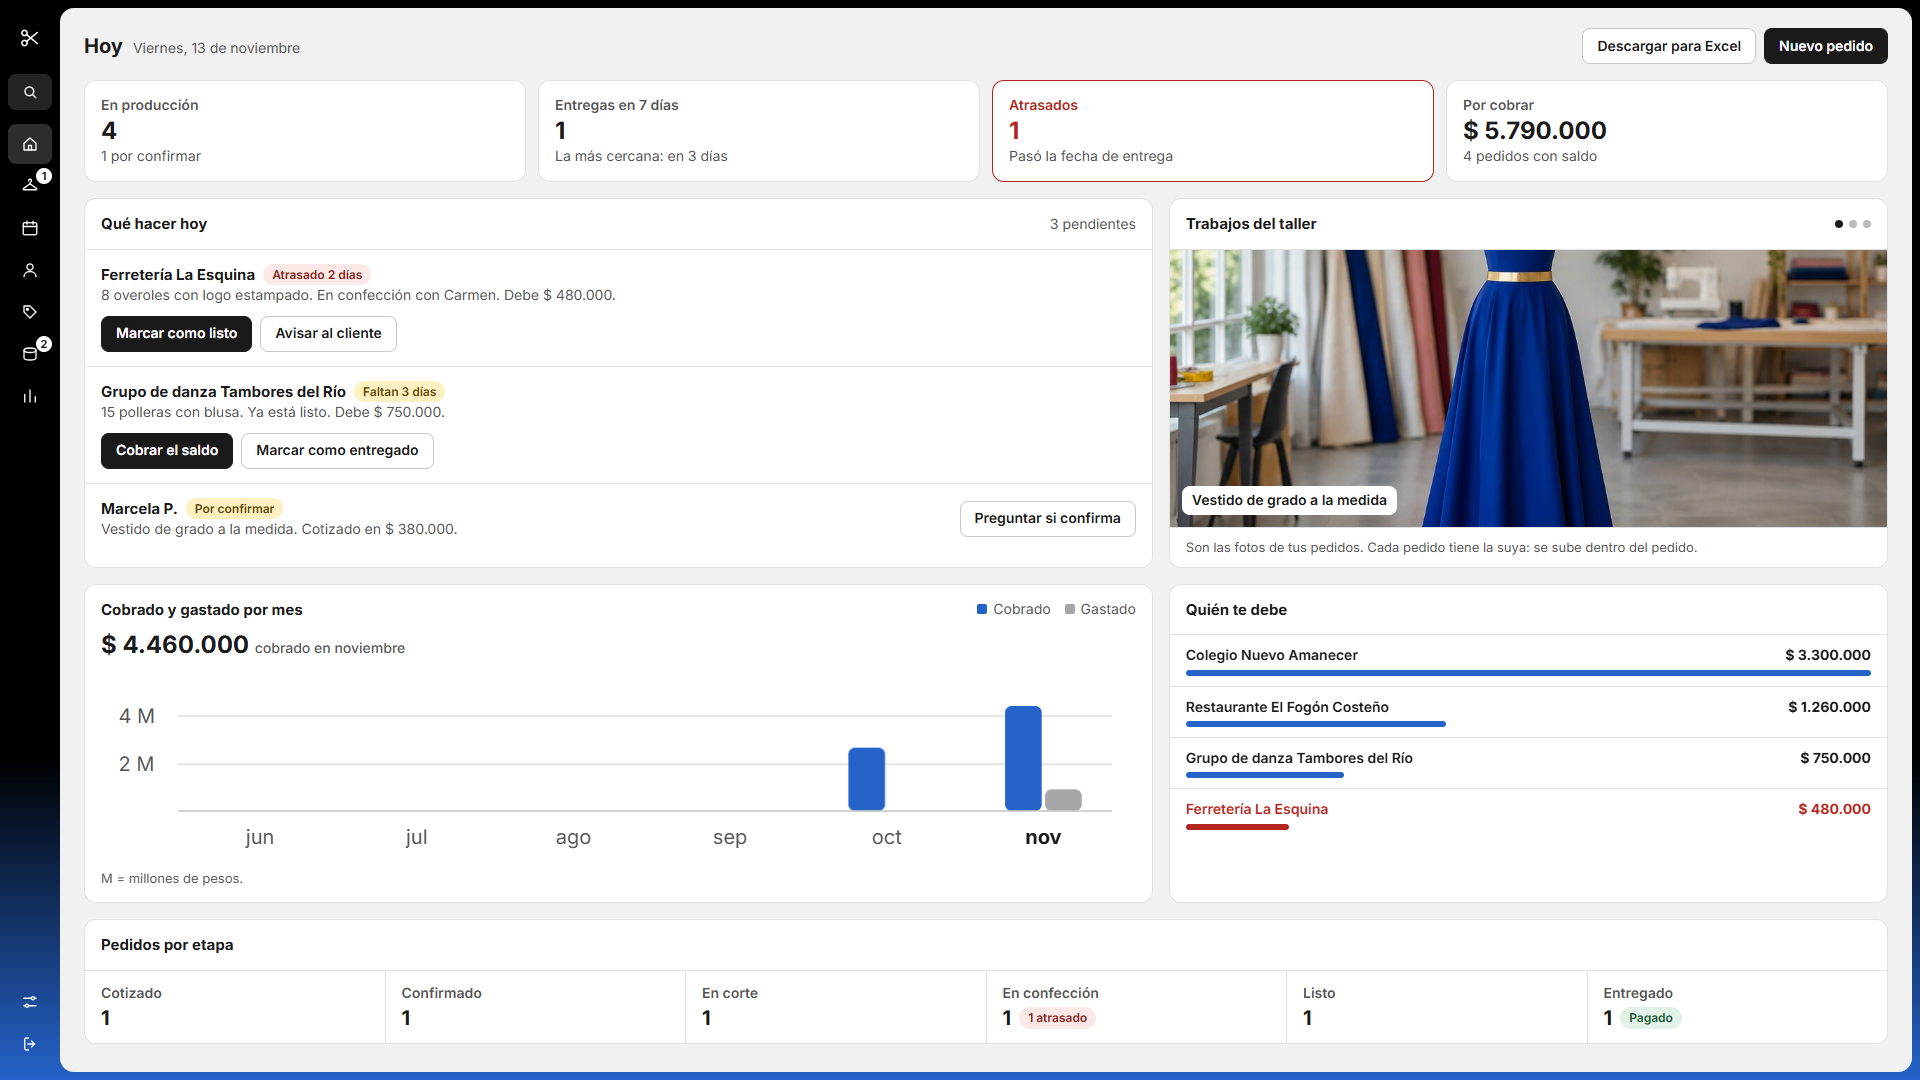 Hoy Viernes, 13 de noviembre
Descargar para Excel
Nuevo pedido
1
2
En producción
4
1 por confirmar
Entregas en 7 días
1
La más cercana: en 3 días
Atrasados
1
Pasó la fecha de entrega
Por cobrar
$ 5.790.000
4 pedidos con saldo
Qué hacer hoy
3 pendientes
Ferretería La Esquina Atrasado 2 días
8 overoles con logo estampado. En confección con Carmen. Debe $ 480.000.
Marcar como listo
Avisar al cliente
Grupo de danza Tambores del Río Faltan 3 días
15 polleras con blusa. Ya está listo. Debe $ 750.000.
Cobrar el saldo
Marcar como entregado
Marcela P. Por confirmar
Vestido de grado a la medida. Cotizado en $ 380.000.
Preguntar si confirma
Trabajos del taller
Vestido de grado a la medida
Son las fotos de tus pedidos. Cada pedido tiene la suya: se sube dentro del pedido.
Cobrado y gastado por mes
Cobrado
Gastado
$ 4.460.000 cobrado en noviembre
4 M
2 M
jun
jul
ago
sep
oct
nov
M = millones de pesos.
Quién te debe
Colegio Nuevo Amanecer $ 3.300.000
Restaurante El Fogón Costeño $ 1.260.000
Grupo de danza Tambores del Río $ 750.000
Ferretería La Esquina $ 480.000
Pedidos por etapa
Cotizado
1
Confirmado
1
En corte
1
En confección
1 1 atrasado
Listo
1
Entregado
1 Pagado